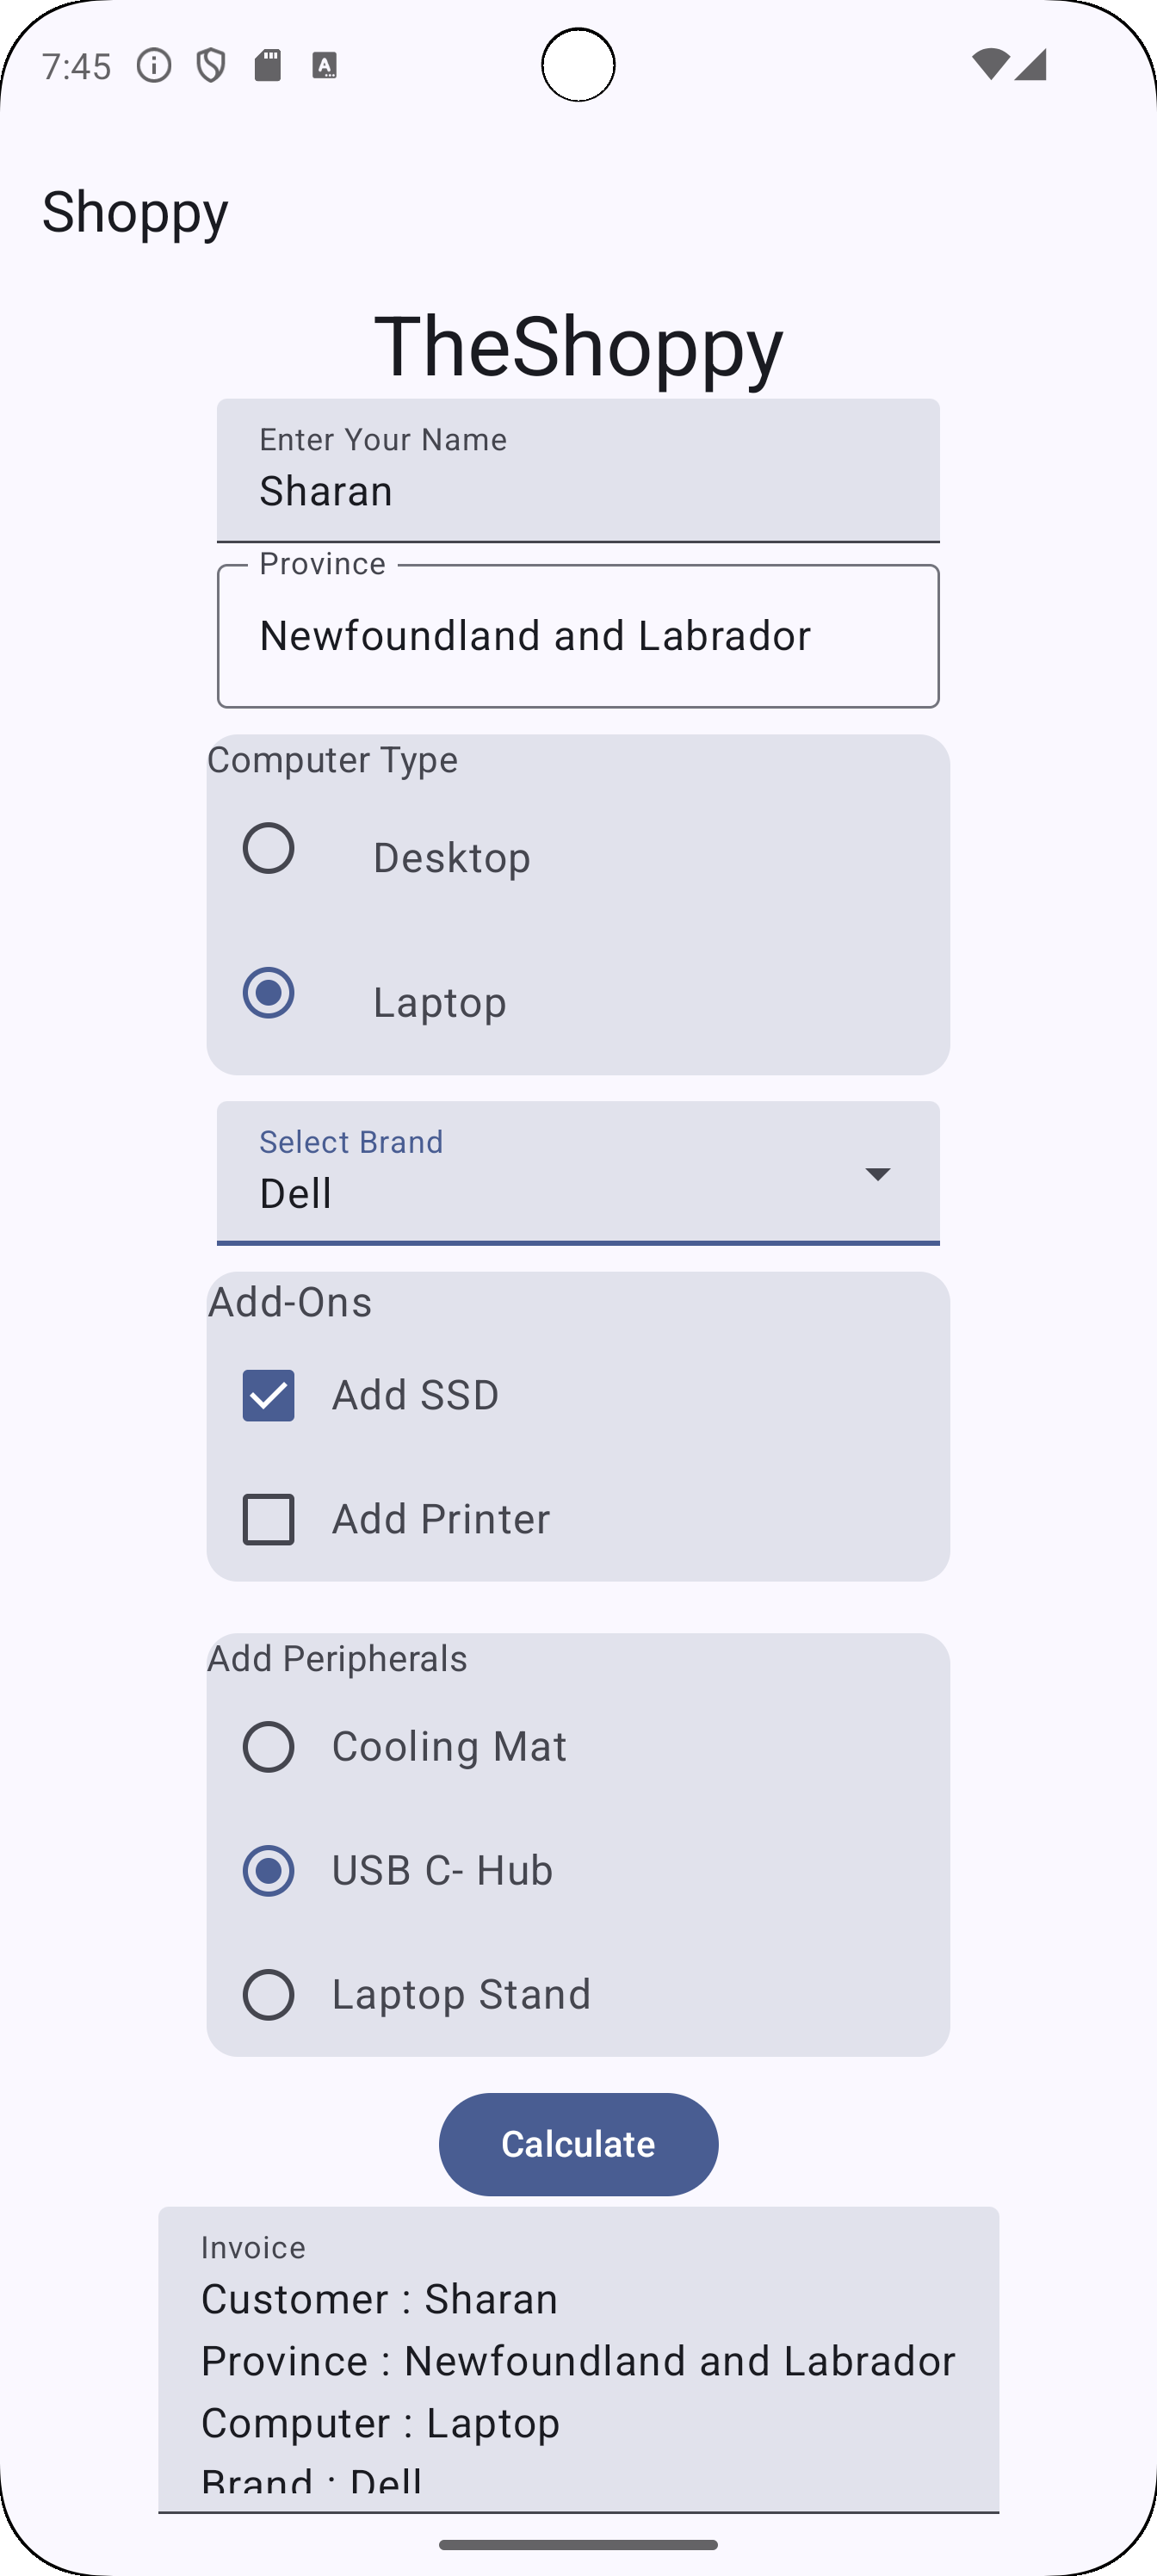 7:45
Shoppy
TheShoppy
Enter Your Name
Sharan
Province
Newfoundland and Labrador
Computer Type
Desktop
Laptop
Select Brand
Dell
Add-Ons
Add SSD
Add Printer
Add Peripherals
Cooling Mat
USB C- Hub
Laptop Stand
Calculate
Invoice
Customer : Sharan
Province : Newfoundland and Labrador
Computer : Laptop
Brand : Dell